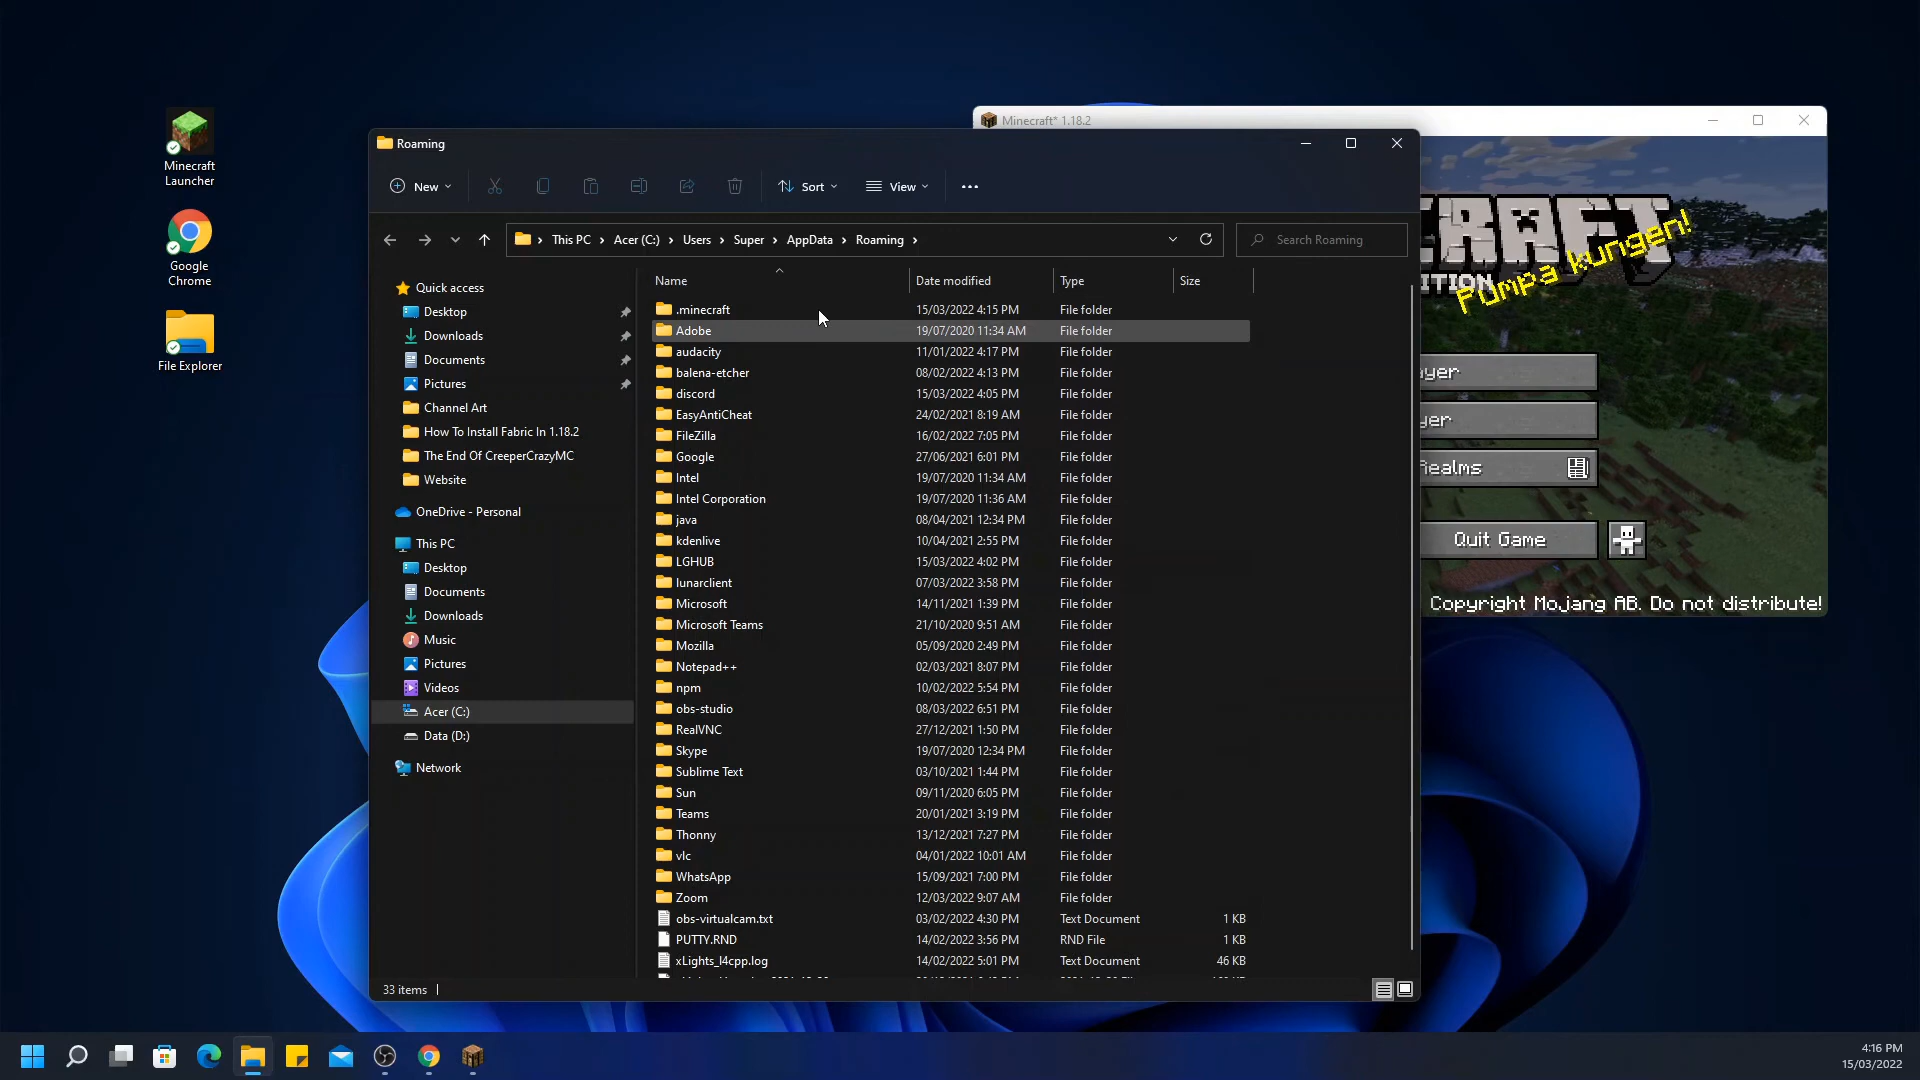 Minecraft
Launcher
Google
Chrome
File Explorer
Minecraft* 1.18.2
Roaming
New
Sort
View
This PC
Acer (C:)
Users
Super
AppData
Roaming
Search Roaming
Quick access
Desktop
Downloads
Documents
Pictures
Channel Art
How To Install Fabric In 1.18.2
The End Of CreeperCrazyMC
Website
OneDrive - Personal
This PC
Desktop
Documents
Downloads
Music
Pictures
Videos
Acer (C:)
Data (D:)
Network
Name Date modified Type Size
.minecraft 15/03/2022 4:15 PM File folder
Adobe 19/07/2020 11:34 AM File folder
audacity 11/01/2022 4:17 PM File folder
balena-etcher 08/02/2022 4:13 PM File folder
discord 15/03/2022 4:05 PM File folder
EasyAntiCheat 24/02/2021 8:19 AM File folder
FileZilla 16/02/2022 7:05 PM File folder
Google 27/06/2021 6:01 PM File folder
Intel 19/07/2020 11:34 AM File folder
Intel Corporation 19/07/2020 11:36 AM File folder
java 08/04/2021 12:34 PM File folder
kdenlive 10/04/2021 2:55 PM File folder
LGHUB 15/03/2022 4:02 PM File folder
lunarclient 07/03/2022 3:58 PM File folder
Microsoft 14/11/2021 1:39 PM File folder
Microsoft Teams 21/10/2020 9:51 AM File folder
Mozilla 05/09/2020 2:49 PM File folder
Notepad++ 02/03/2021 8:07 PM File folder
npm 10/02/2022 5:54 PM File folder
obs-studio 08/03/2022 6:51 PM File folder
RealVNC 27/12/2021 1:50 PM File folder
Skype 19/07/2020 12:34 PM File folder
Sublime Text 03/10/2021 1:44 PM File folder
Sun 09/11/2020 6:05 PM File folder
Teams 20/01/2021 3:19 PM File folder
Thonny 13/12/2021 7:27 PM File folder
vlc 04/01/2022 10:01 AM File folder
WhatsApp 15/09/2021 7:00 PM File folder
Zoom 12/03/2022 9:07 AM File folder
obs-virtualcam.txt 03/02/2022 4:30 PM Text Document 1 KB
PUTTY.RND 14/02/2022 3:56 PM RND File 1 KB
xLights_l4cpp.log 14/02/2022 5:01 PM Text Document 46 KB
33 items
CRAFT
ITION
Pumpa kungen!
ayer
yer
Realms
Quit Game
Copyright Mojang AB. Do not distribute!
4:16 PM
15/03/2022